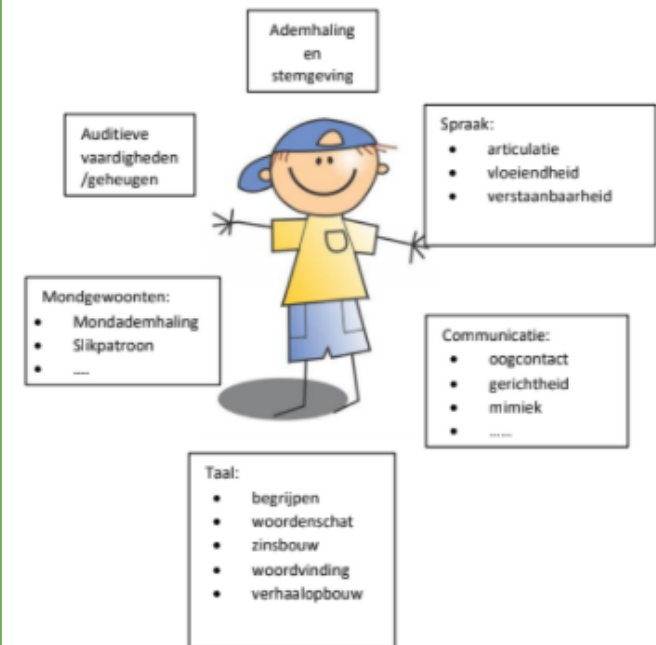 Ademhaling
en
stemgeving
Auditieve
vaardigheden
/geheugen
Spraak:
• articulatie
• vloeiendheid
• verstaanbaarheid
Mondgewoonten:
• Mondademhaling
• Slikpatroon
• ....
Communicatie:
• oogcontact
• gerichtheid
• mimiek
• ......
Taal:
• begrijpen
• woordenschat
• zinsbouw
• woordvinding
• verhaalopbouw